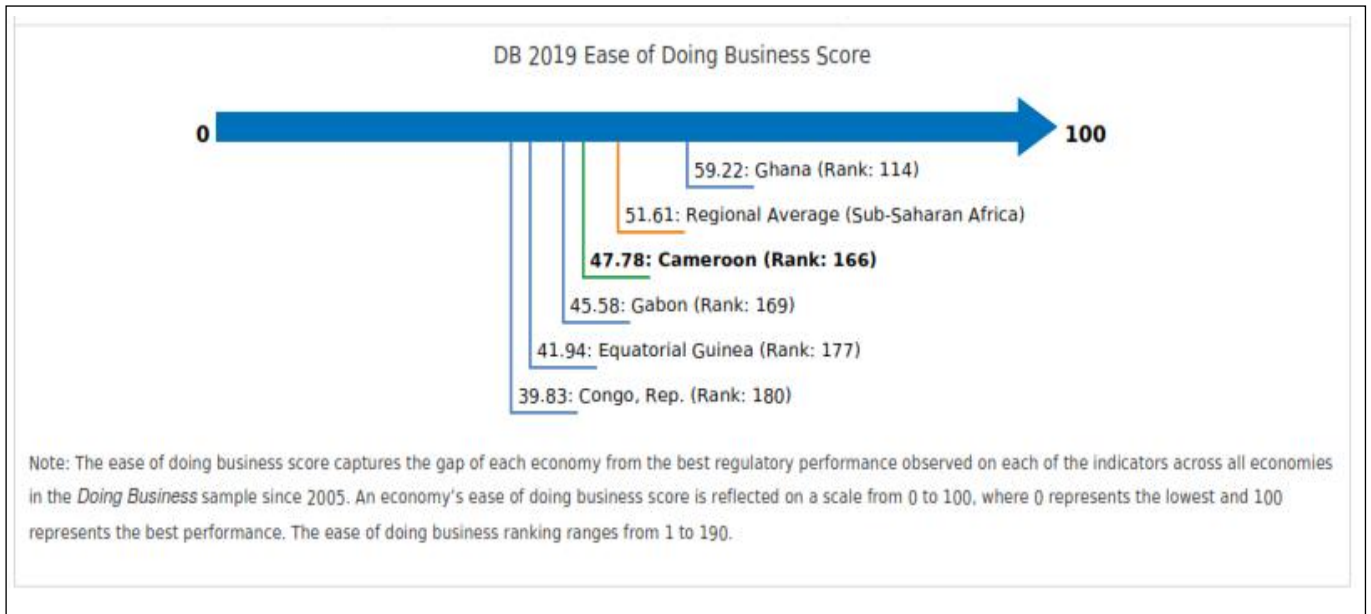 DB 2019 Ease of Doing Business Score
0
100
59.22: Ghana (Rank: 114)
51.61: Regional Average (Sub-Saharan Africa)
47.78: Cameroon (Rank: 166)
45.58: Gabon (Rank: 169)
41.94: Equatorial Guinea (Rank: 177)
39.83: Congo, Rep. (Rank: 180)
Note: The ease of doing business score captures the gap of each economy from the best regulatory performance observed on each of the indicators across all economies
in the Doing Business sample since 2005. An economy’s ease of doing business score is reflected on a scale from 0 to 100, where 0 represents the lowest and 100
represents the best performance. The ease of doing business ranking ranges from 1 to 190.